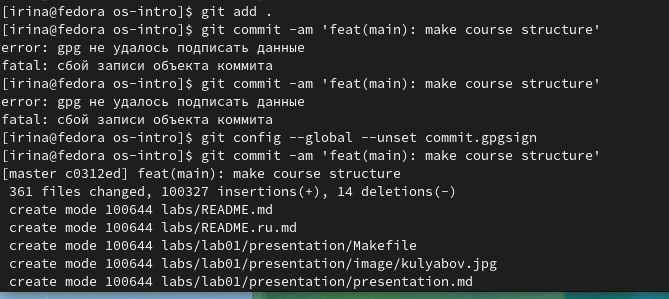 [irina@fedora os-intro]$ git add .
[irina@fedora os-intro]$ git commit -am 'feat(main): make course structure'
error: gpg не удалось подписать данные
fatal: сбой записи объекта коммита
[irina@fedora os-intro]$ git commit -am 'feat(main): make course structure'
error: gpg не удалось подписать данные
fatal: сбой записи объекта коммита
[irina@fedora os-intro]$ git config --global --unset commit.gpgsign
[irina@fedora os-intro]$ git commit -am 'feat(main): make course structure'
[master c0312ed] feat(main): make course structure
 361 files changed, 100327 insertions(+), 14 deletions(-)
 create mode 100644 labs/README.md
 create mode 100644 labs/README.ru.md
 create mode 100644 labs/lab01/presentation/Makefile
 create mode 100644 labs/lab01/presentation/image/kulyabov.jpg
 create mode 100644 labs/lab01/presentation/presentation.md